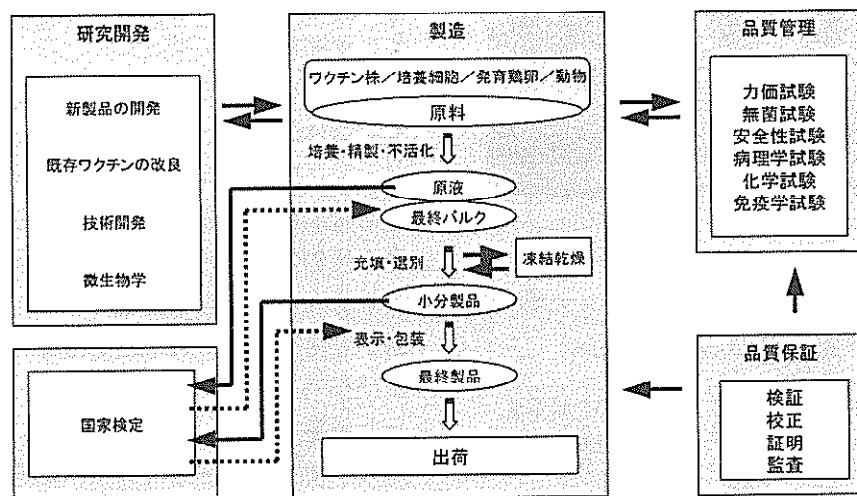 研究開発
新製品の開発
既存ワクチンの改良
技術開発
微生物学
国家検定
製造
ワクチン株／培養細胞／発育鶏卵／動物
原料
培養・精製・不活化
原液
最終バルク
充填・選別
凍結乾燥
小分製品
表示・包装
最終製品
出荷
品質管理
力価試験
無菌試験
安全性試験
病理学試験
化学試験
免疫学試験
品質保証
検証
校正
証明
監査